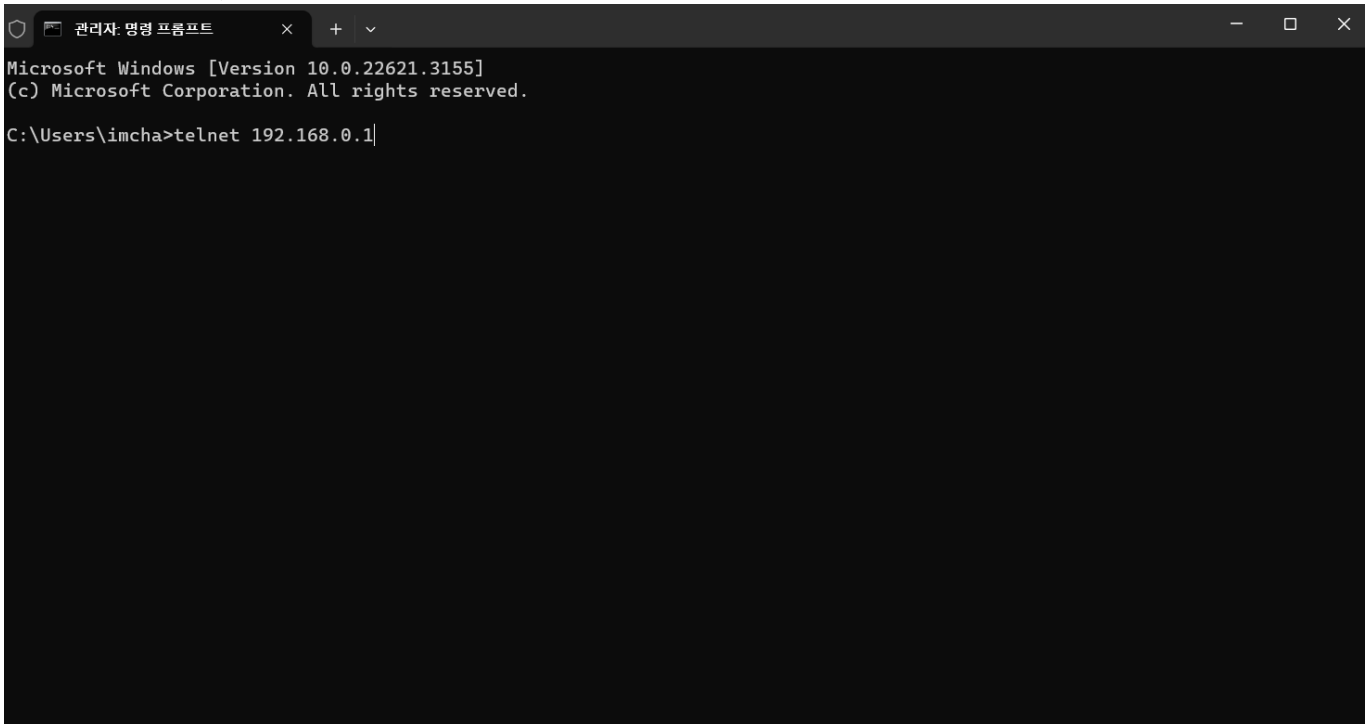 관리자: 명령 프롬프트
Microsoft Windows [Version 10.0.22621.3155]
(c) Microsoft Corporation. All rights reserved.
C:\Users\imcha>telnet 192.168.0.1